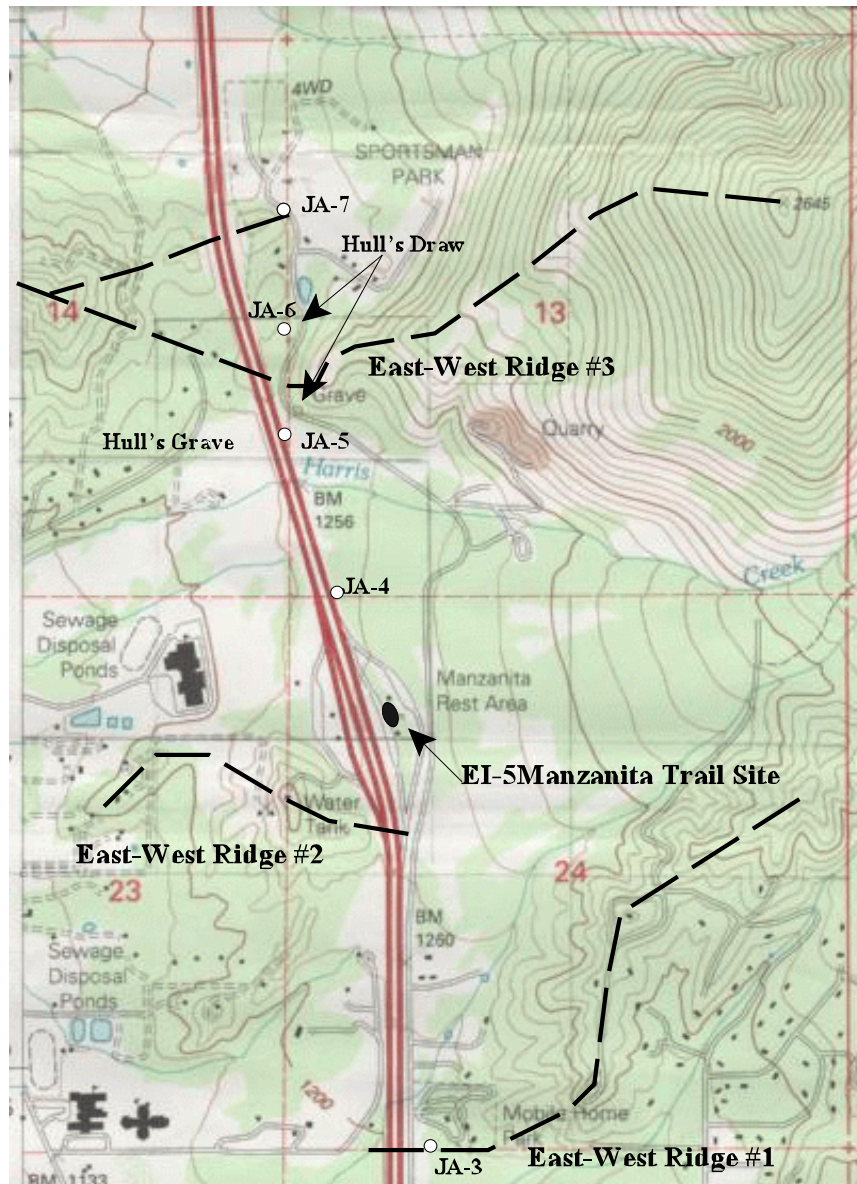 4WD
SPORTSMAN
PARK
JA-7
2645
Hull's Draw
14
JA-6
13
East-West Ridge #3
Grave
Hull's Grave
JA-5
Quarry
2000
Harris
BM
1256
Creek
JA-4
Sewage
Disposal
Ponds
Manzanita
Rest Area
EI-5Manzanita Trail Site
Water
Tank
East-West Ridge #2
23
24
BM
1260
Sewage
Disposal
Ponds
1200
Mobile Home
Park
JA-3
East-West Ridge #1
BM 1133